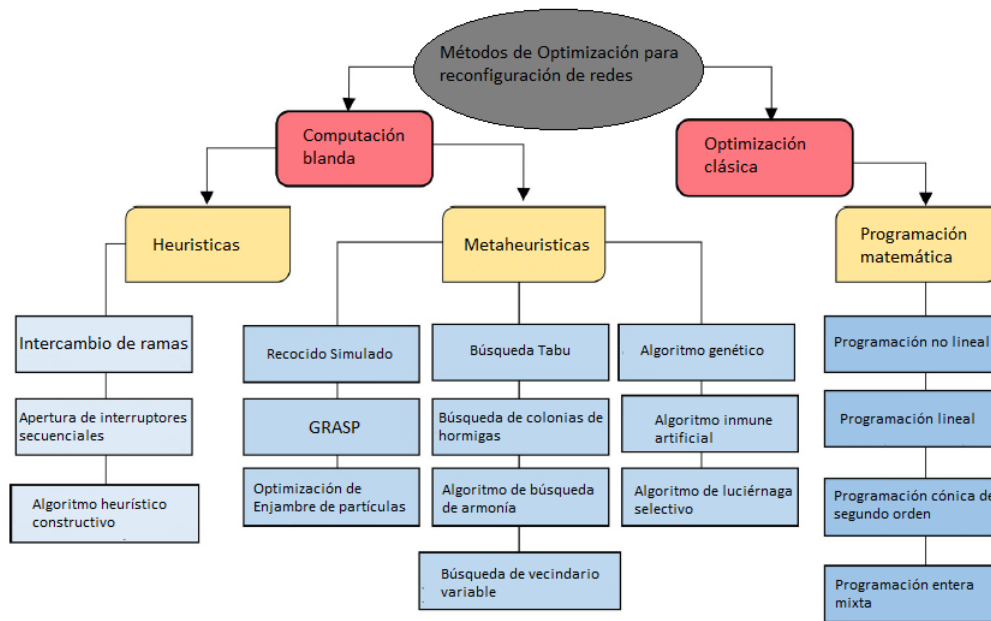 Métodos de Optimización para
reconfiguración de redes
Computación
blanda
Optimización
clásica
Heuristicas
Metaheuristicas
Programación
matemática
Intercambio de ramas
Apertura de interruptores
secuenciales
Algoritmo heurístico
constructivo
Recocido Simulado
GRASP
Optimización de
Enjambre de partículas
Búsqueda Tabu
Búsqueda de colonias de
hormigas
Algoritmo de búsqueda
de armonía
Búsqueda de vecindario
variable
Algoritmo genético
Algoritmo inmune
artificial
Algoritmo de luciérnaga
selectivo
Programación no lineal
Programación lineal
Programación cónica de
segundo orden
Programación entera
mixta